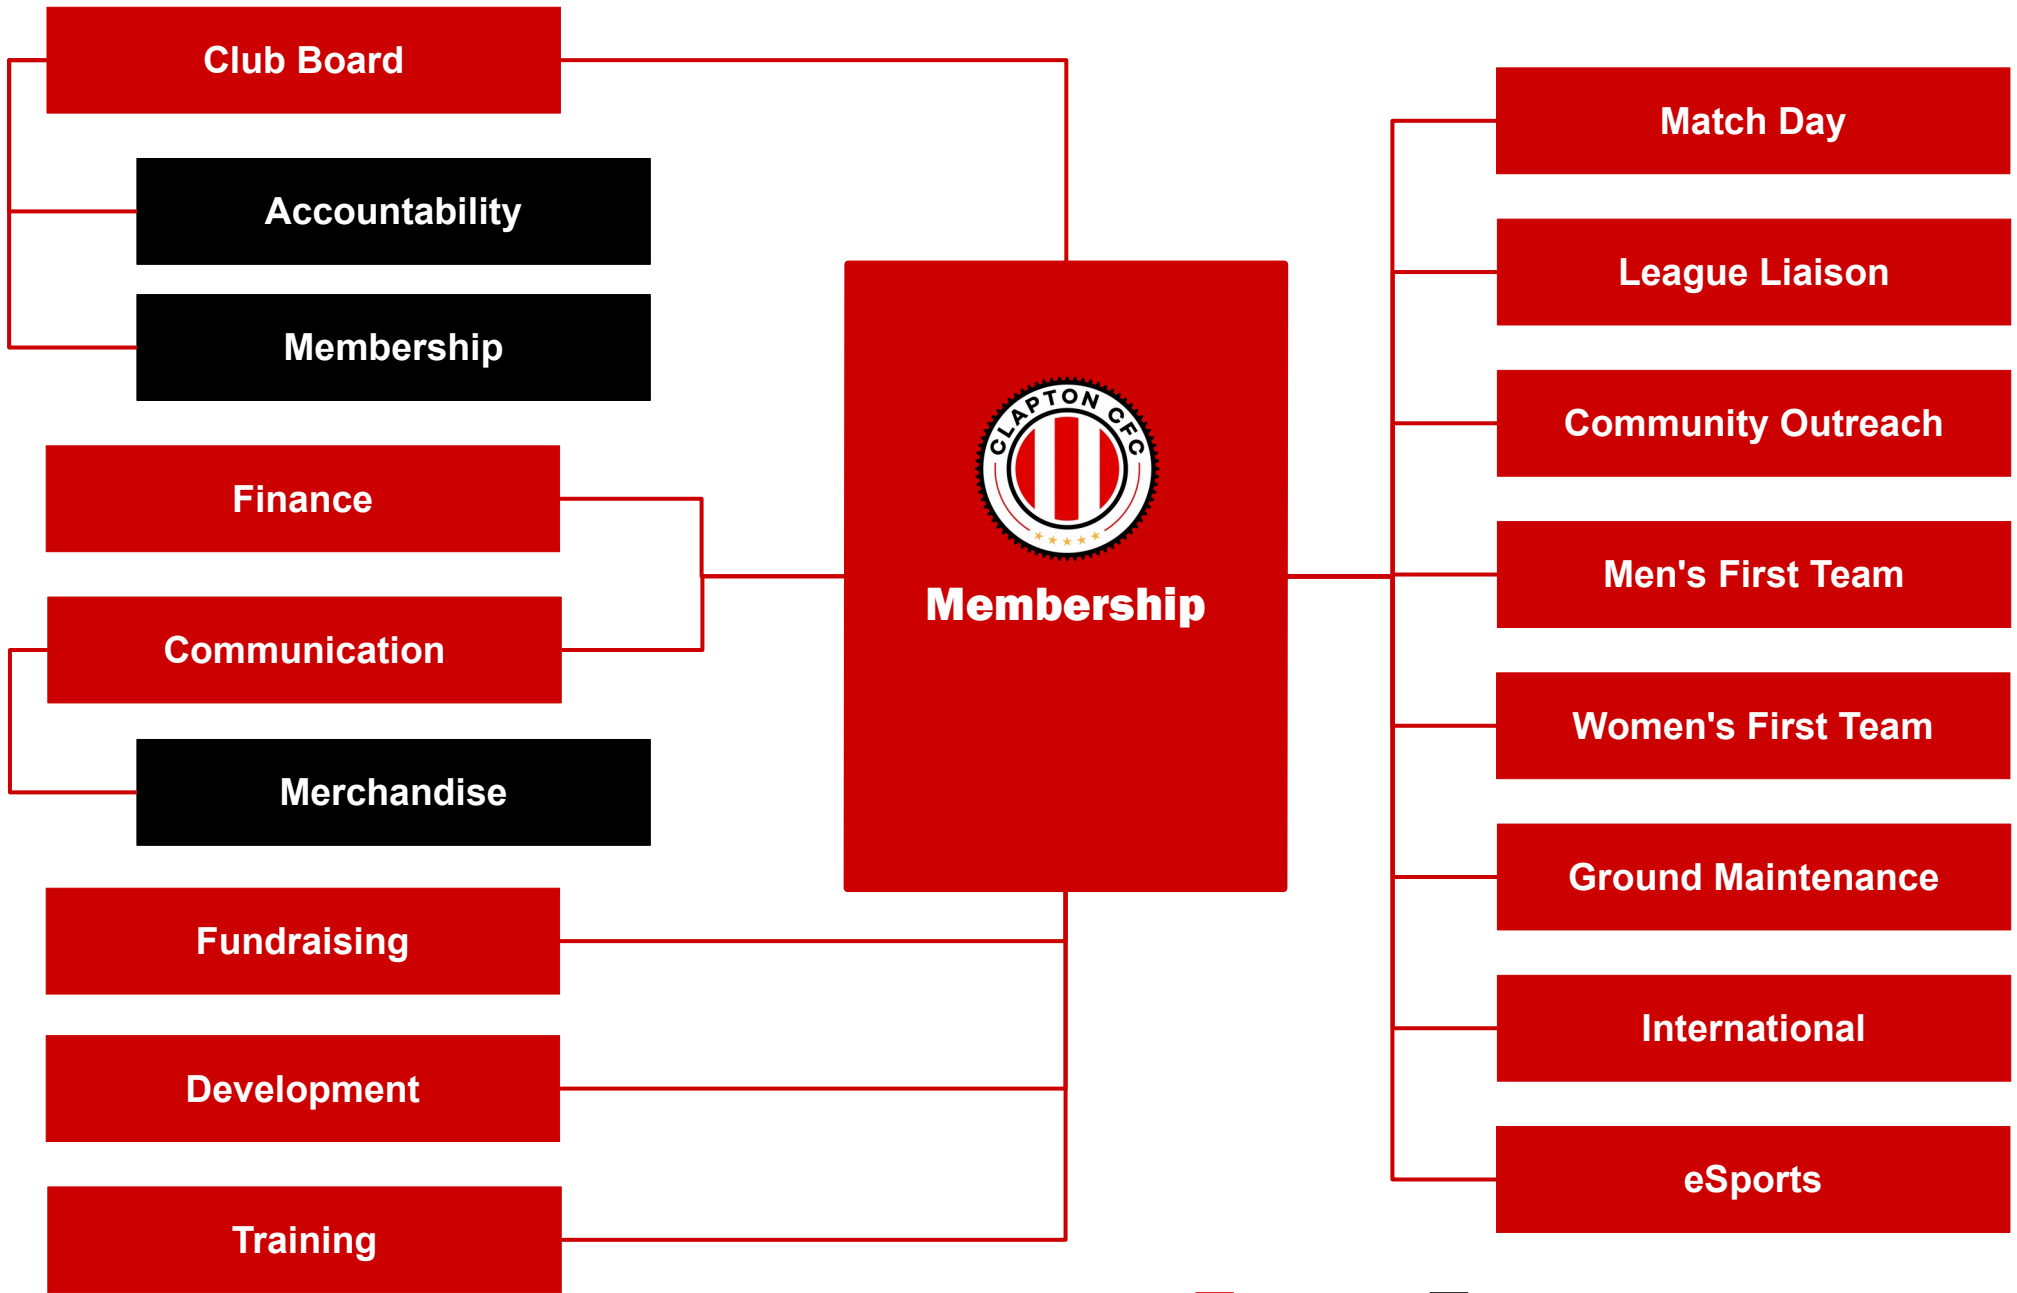 Club Board
Accountability
Membership
Finance
Communication
Merchandise
Fundraising
Development
Training
CLAPTON CFC
Membership
Match Day
League Liaison
Community Outreach
Men's First Team
Women's First Team
Ground Maintenance
International
eSports